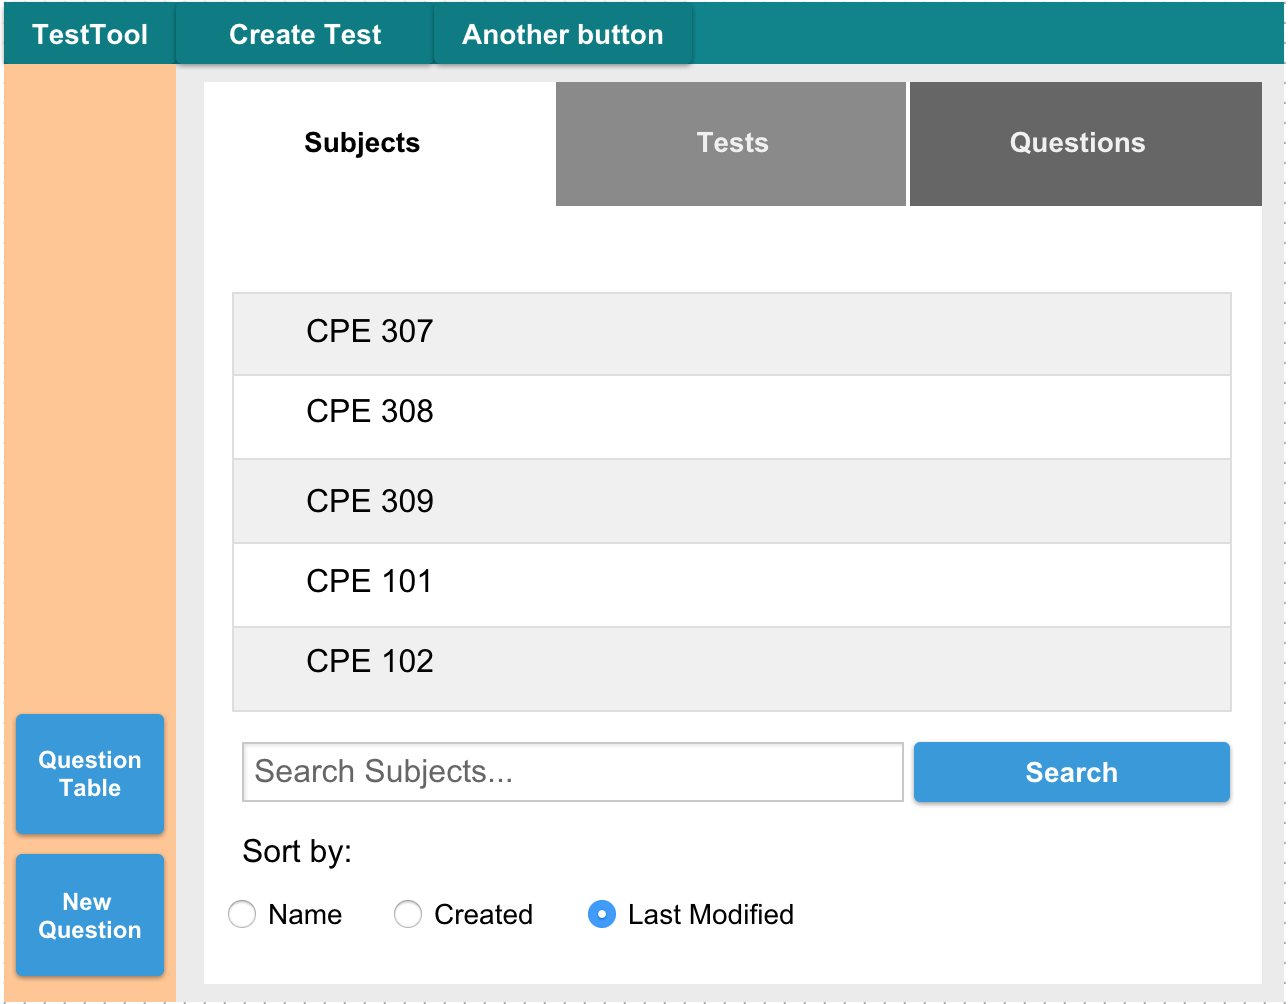 TestTool Create Test Another button
Subjects Tests Questions
CPE 307
CPE 308
CPE 309
CPE 101
CPE 102
Search Subjects... Search
Sort by:
Name Created Last Modified
Question
Table
New
Question